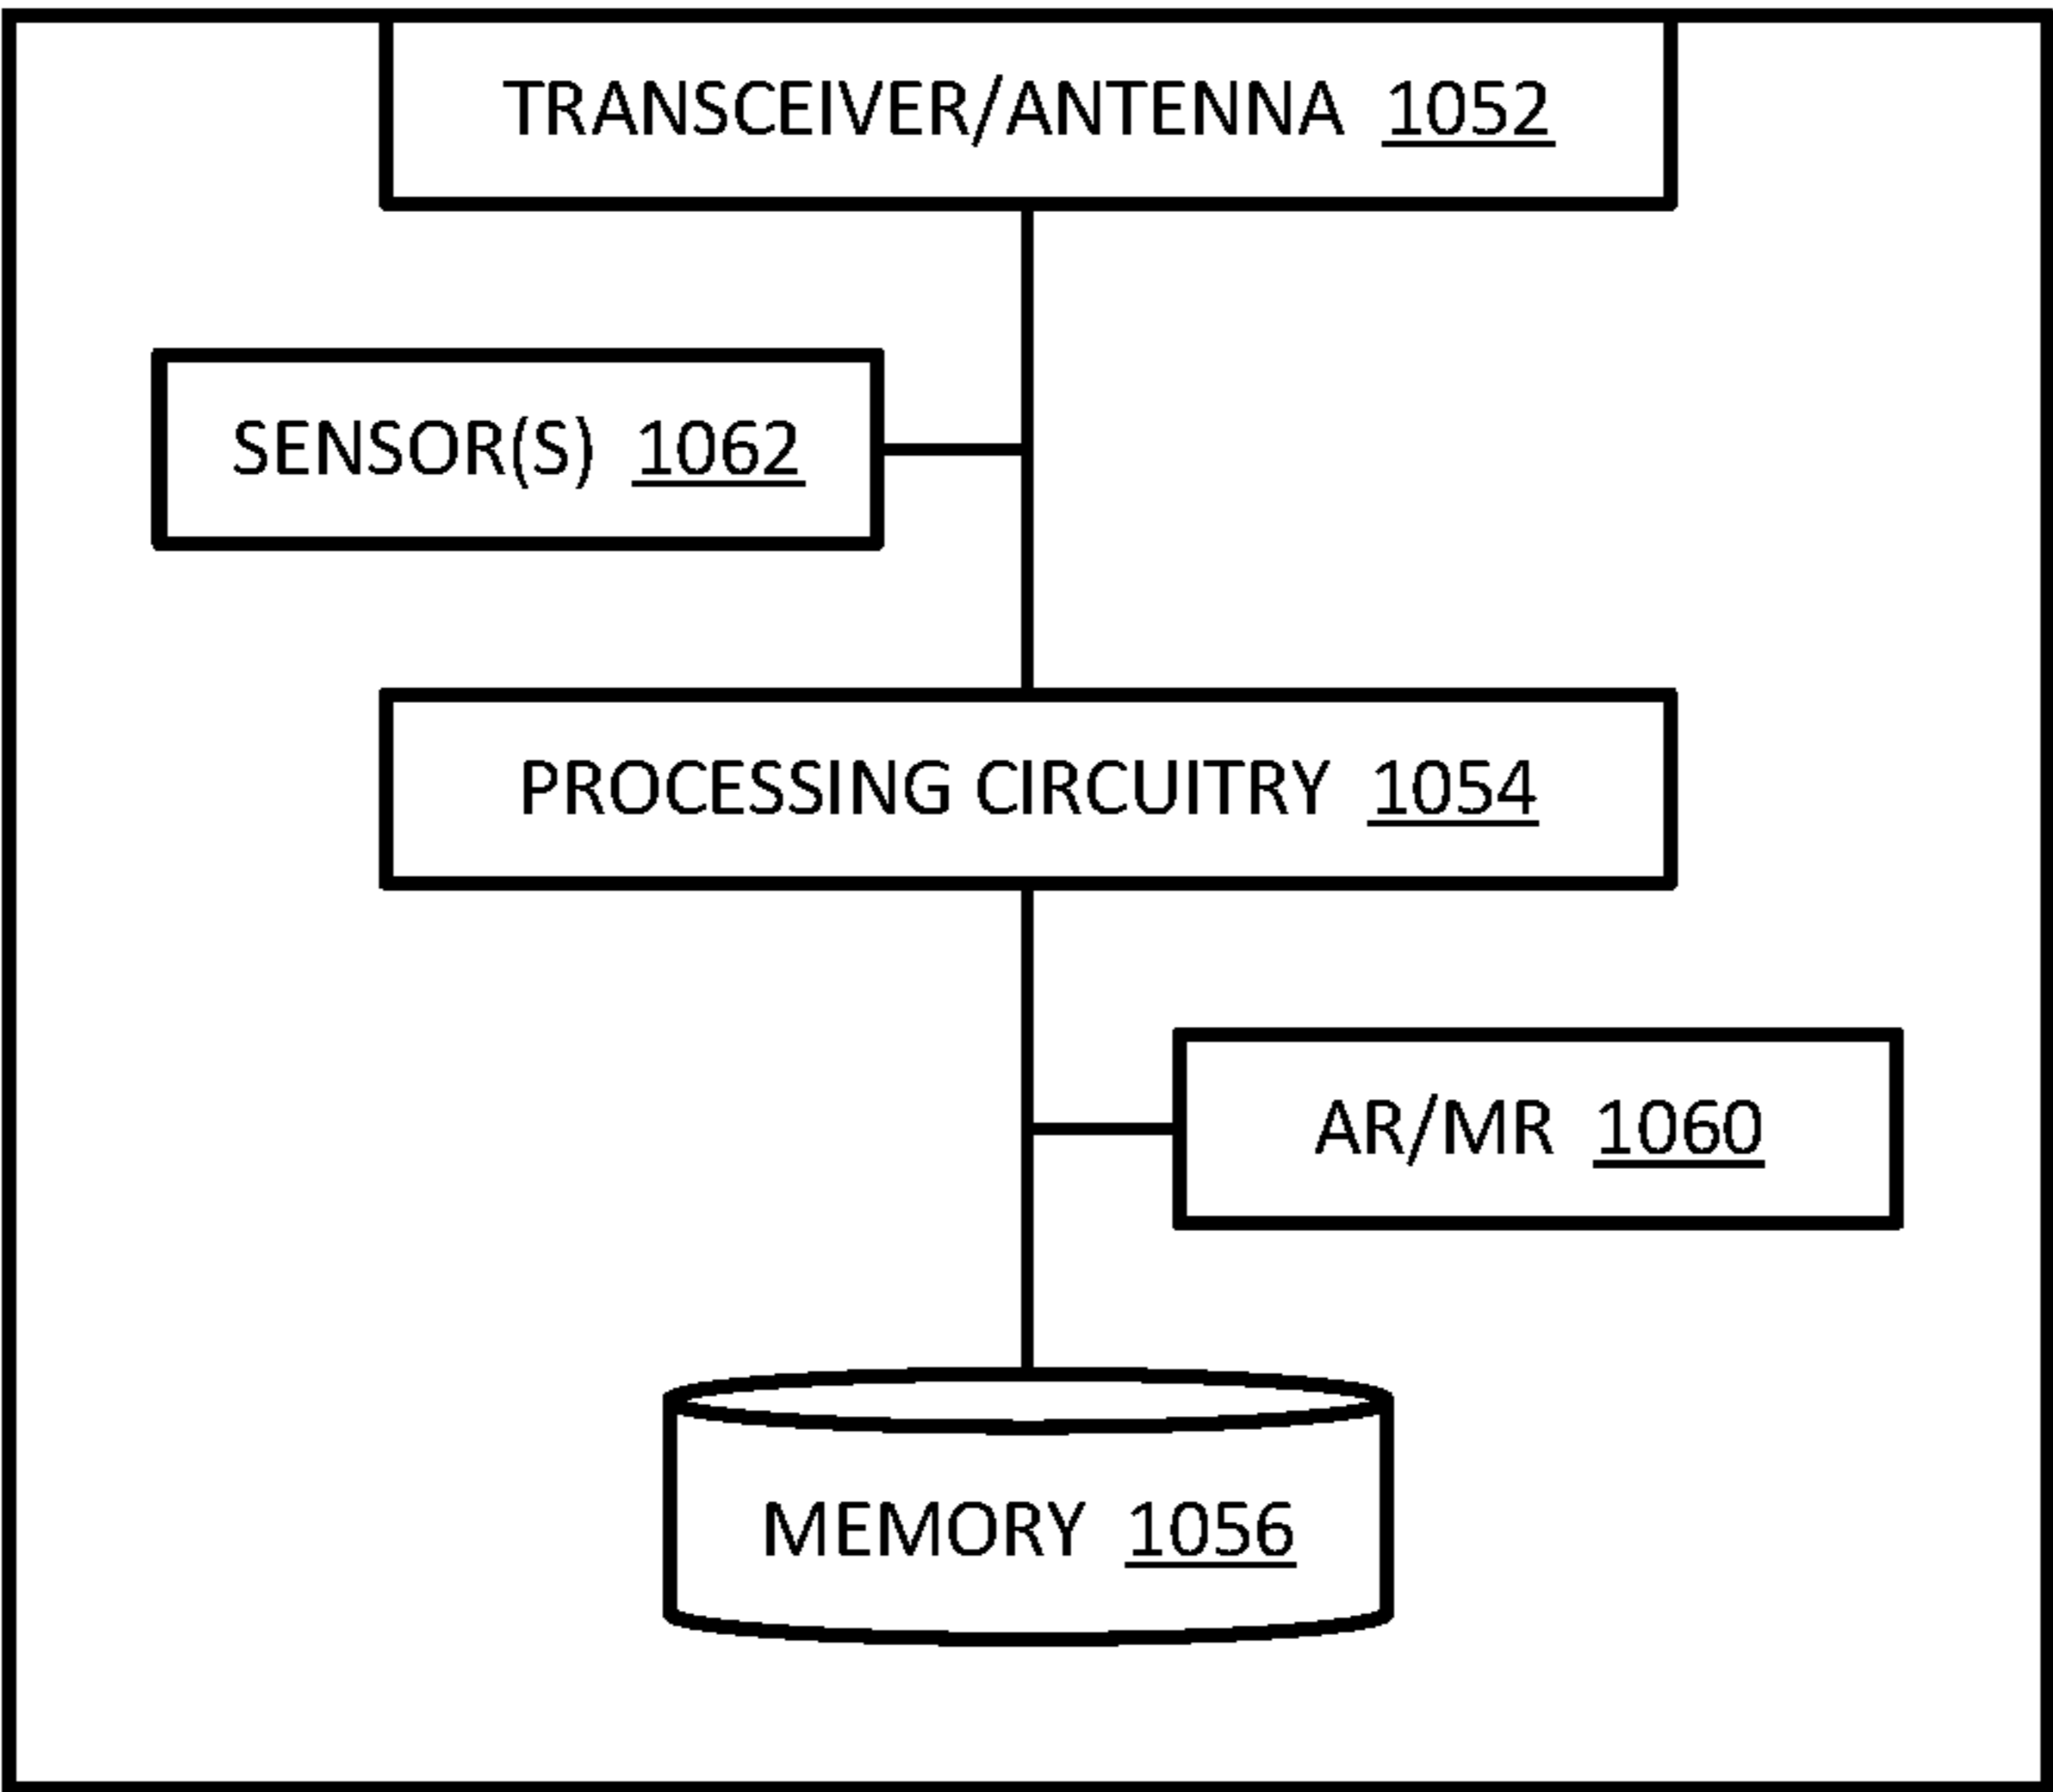 TRANSCEIVER/ANTENNA 1052
SENSOR(S) 1062
PROCESSING CIRCUITRY 1054
AR/MR 1060
MEMORY 1056